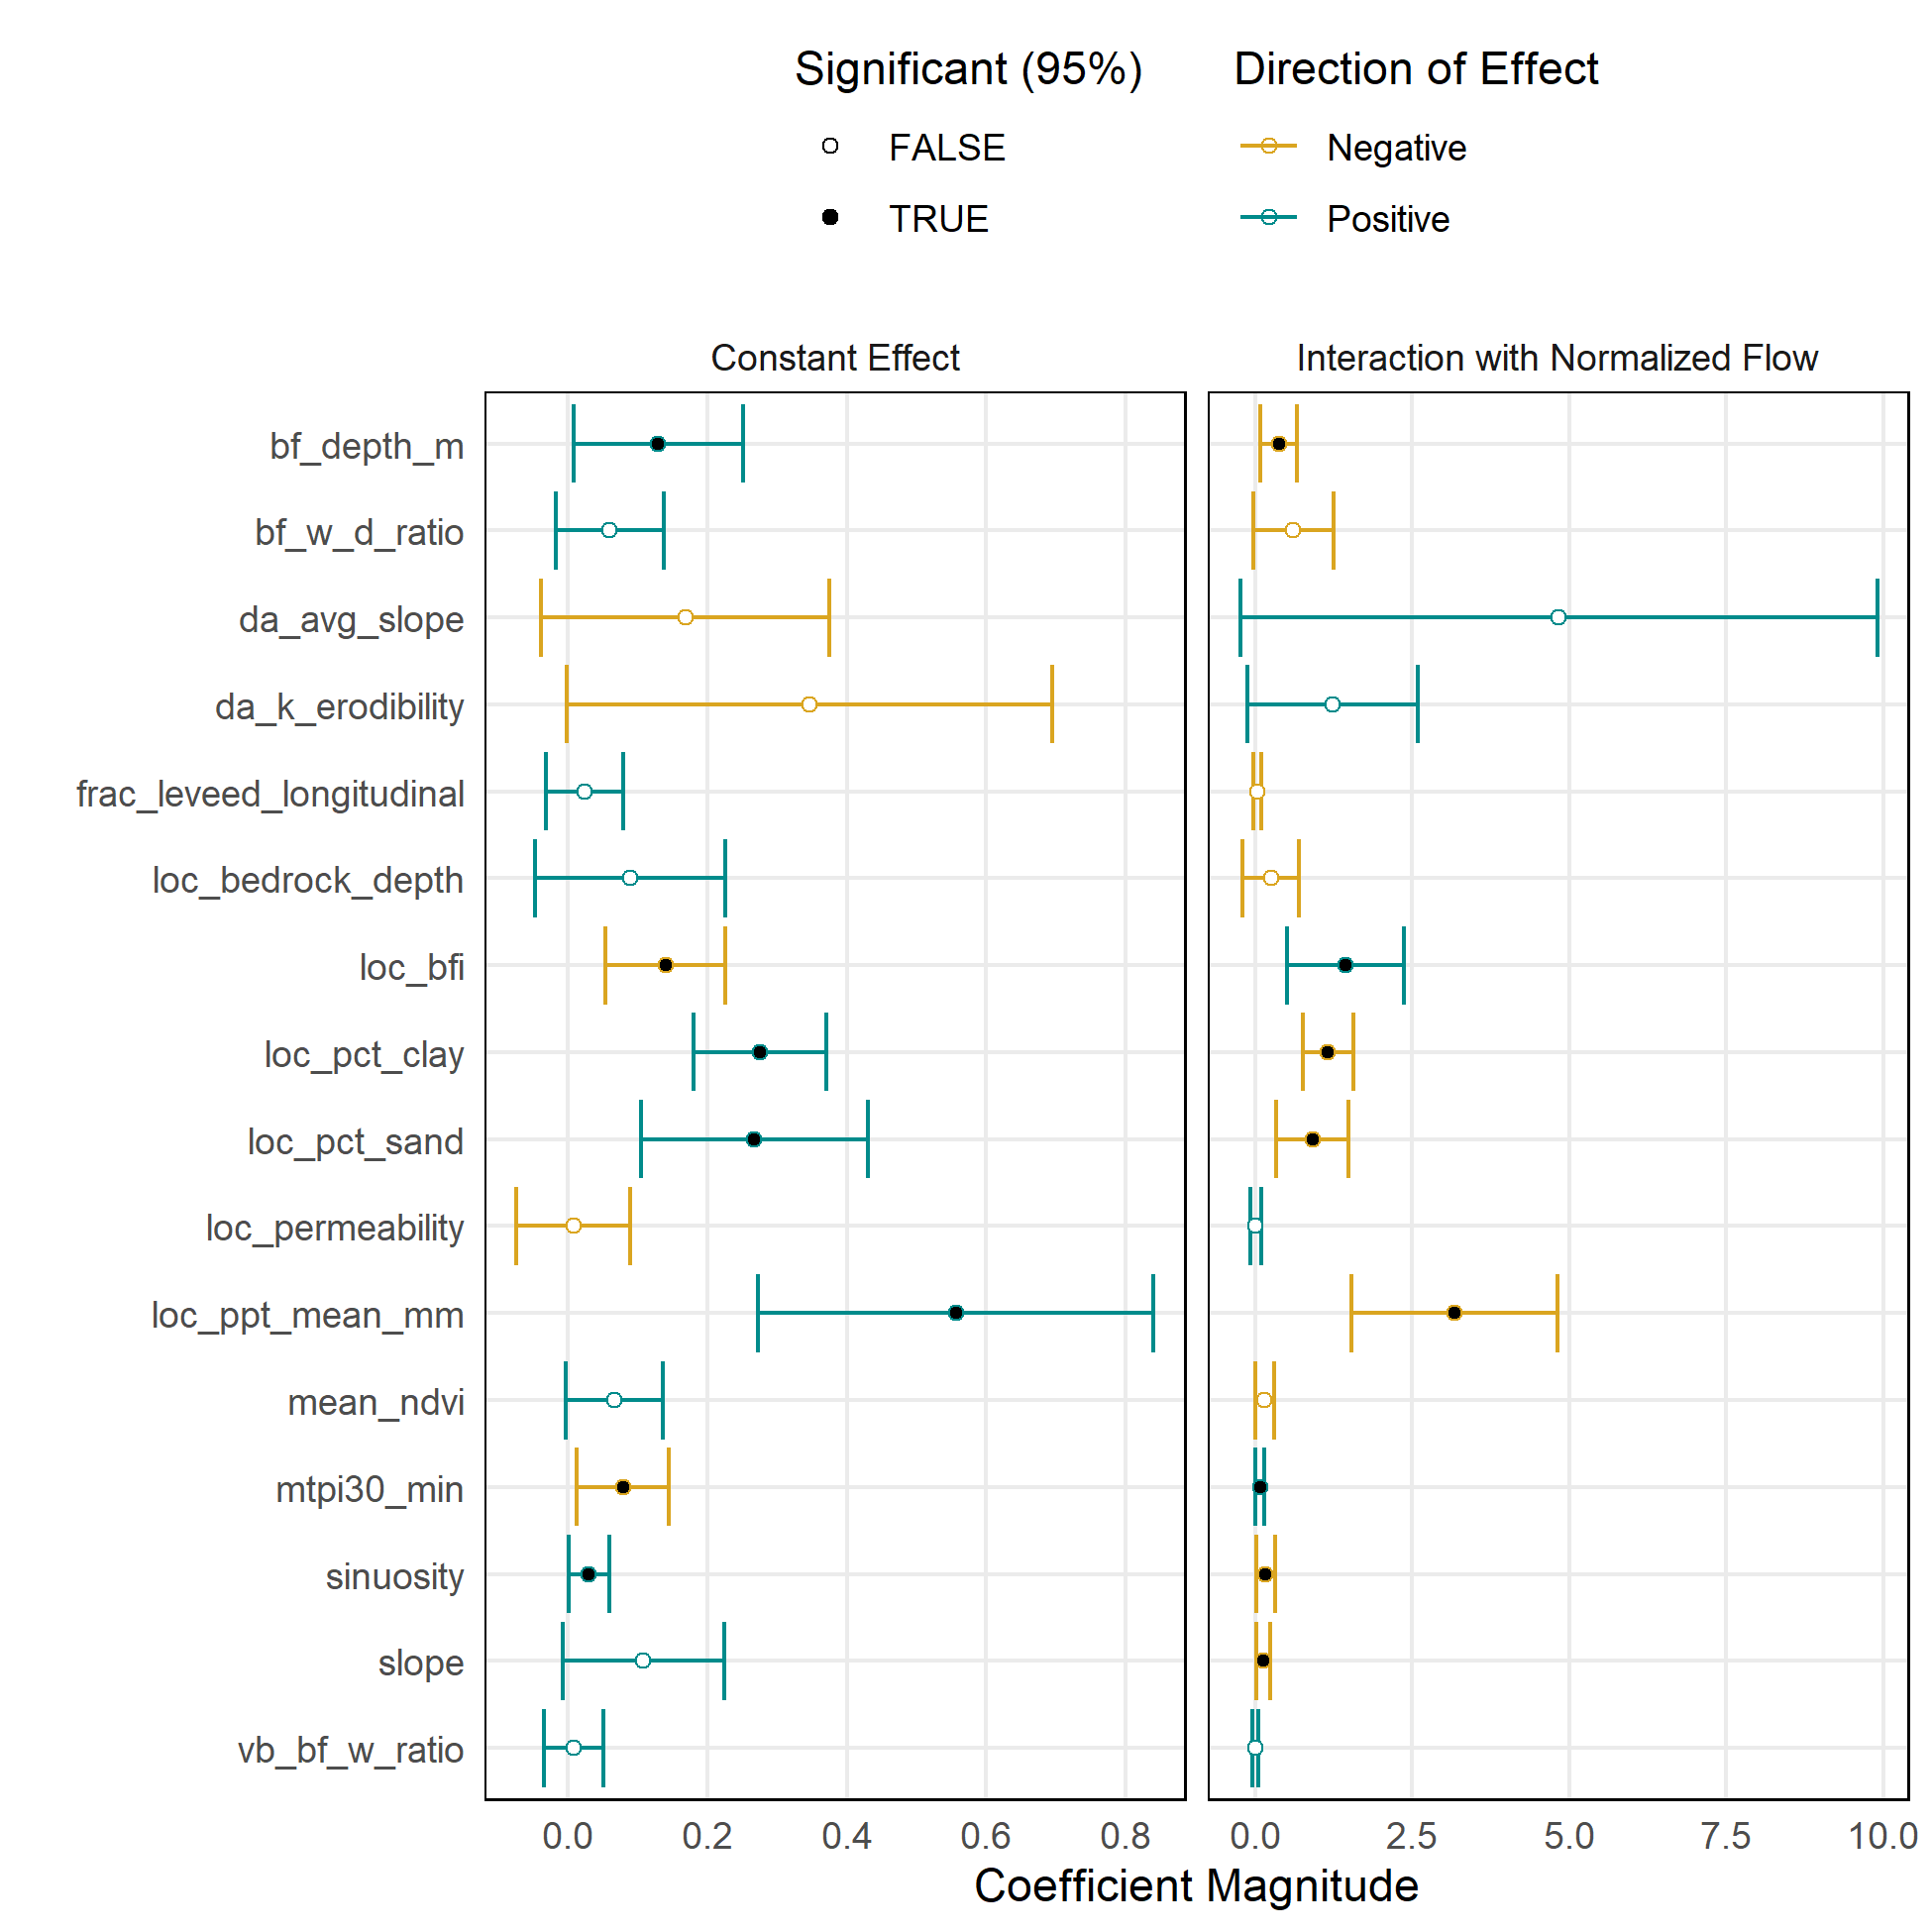 Significant (95%) Direction of Effect
FALSE Negative
TRUE Positive
Constant Effect Interaction with Normalized Flow
bf_depth_m
bf_w_d_ratio
da_avg_slope
da_k_erodibility
frac_leveed_longitudinal
loc_bedrock_depth
loc_bfi
loc_pct_clay
loc_pct_sand
loc_permeability
loc_ppt_mean_mm
mean_ndvi
mtpi30_min
sinuosity
slope
vb_bf_w_ratio
0.0 0.2 0.4 0.6 0.8 0.0 2.5 5.0 7.5 10.0
Coefficient Magnitude